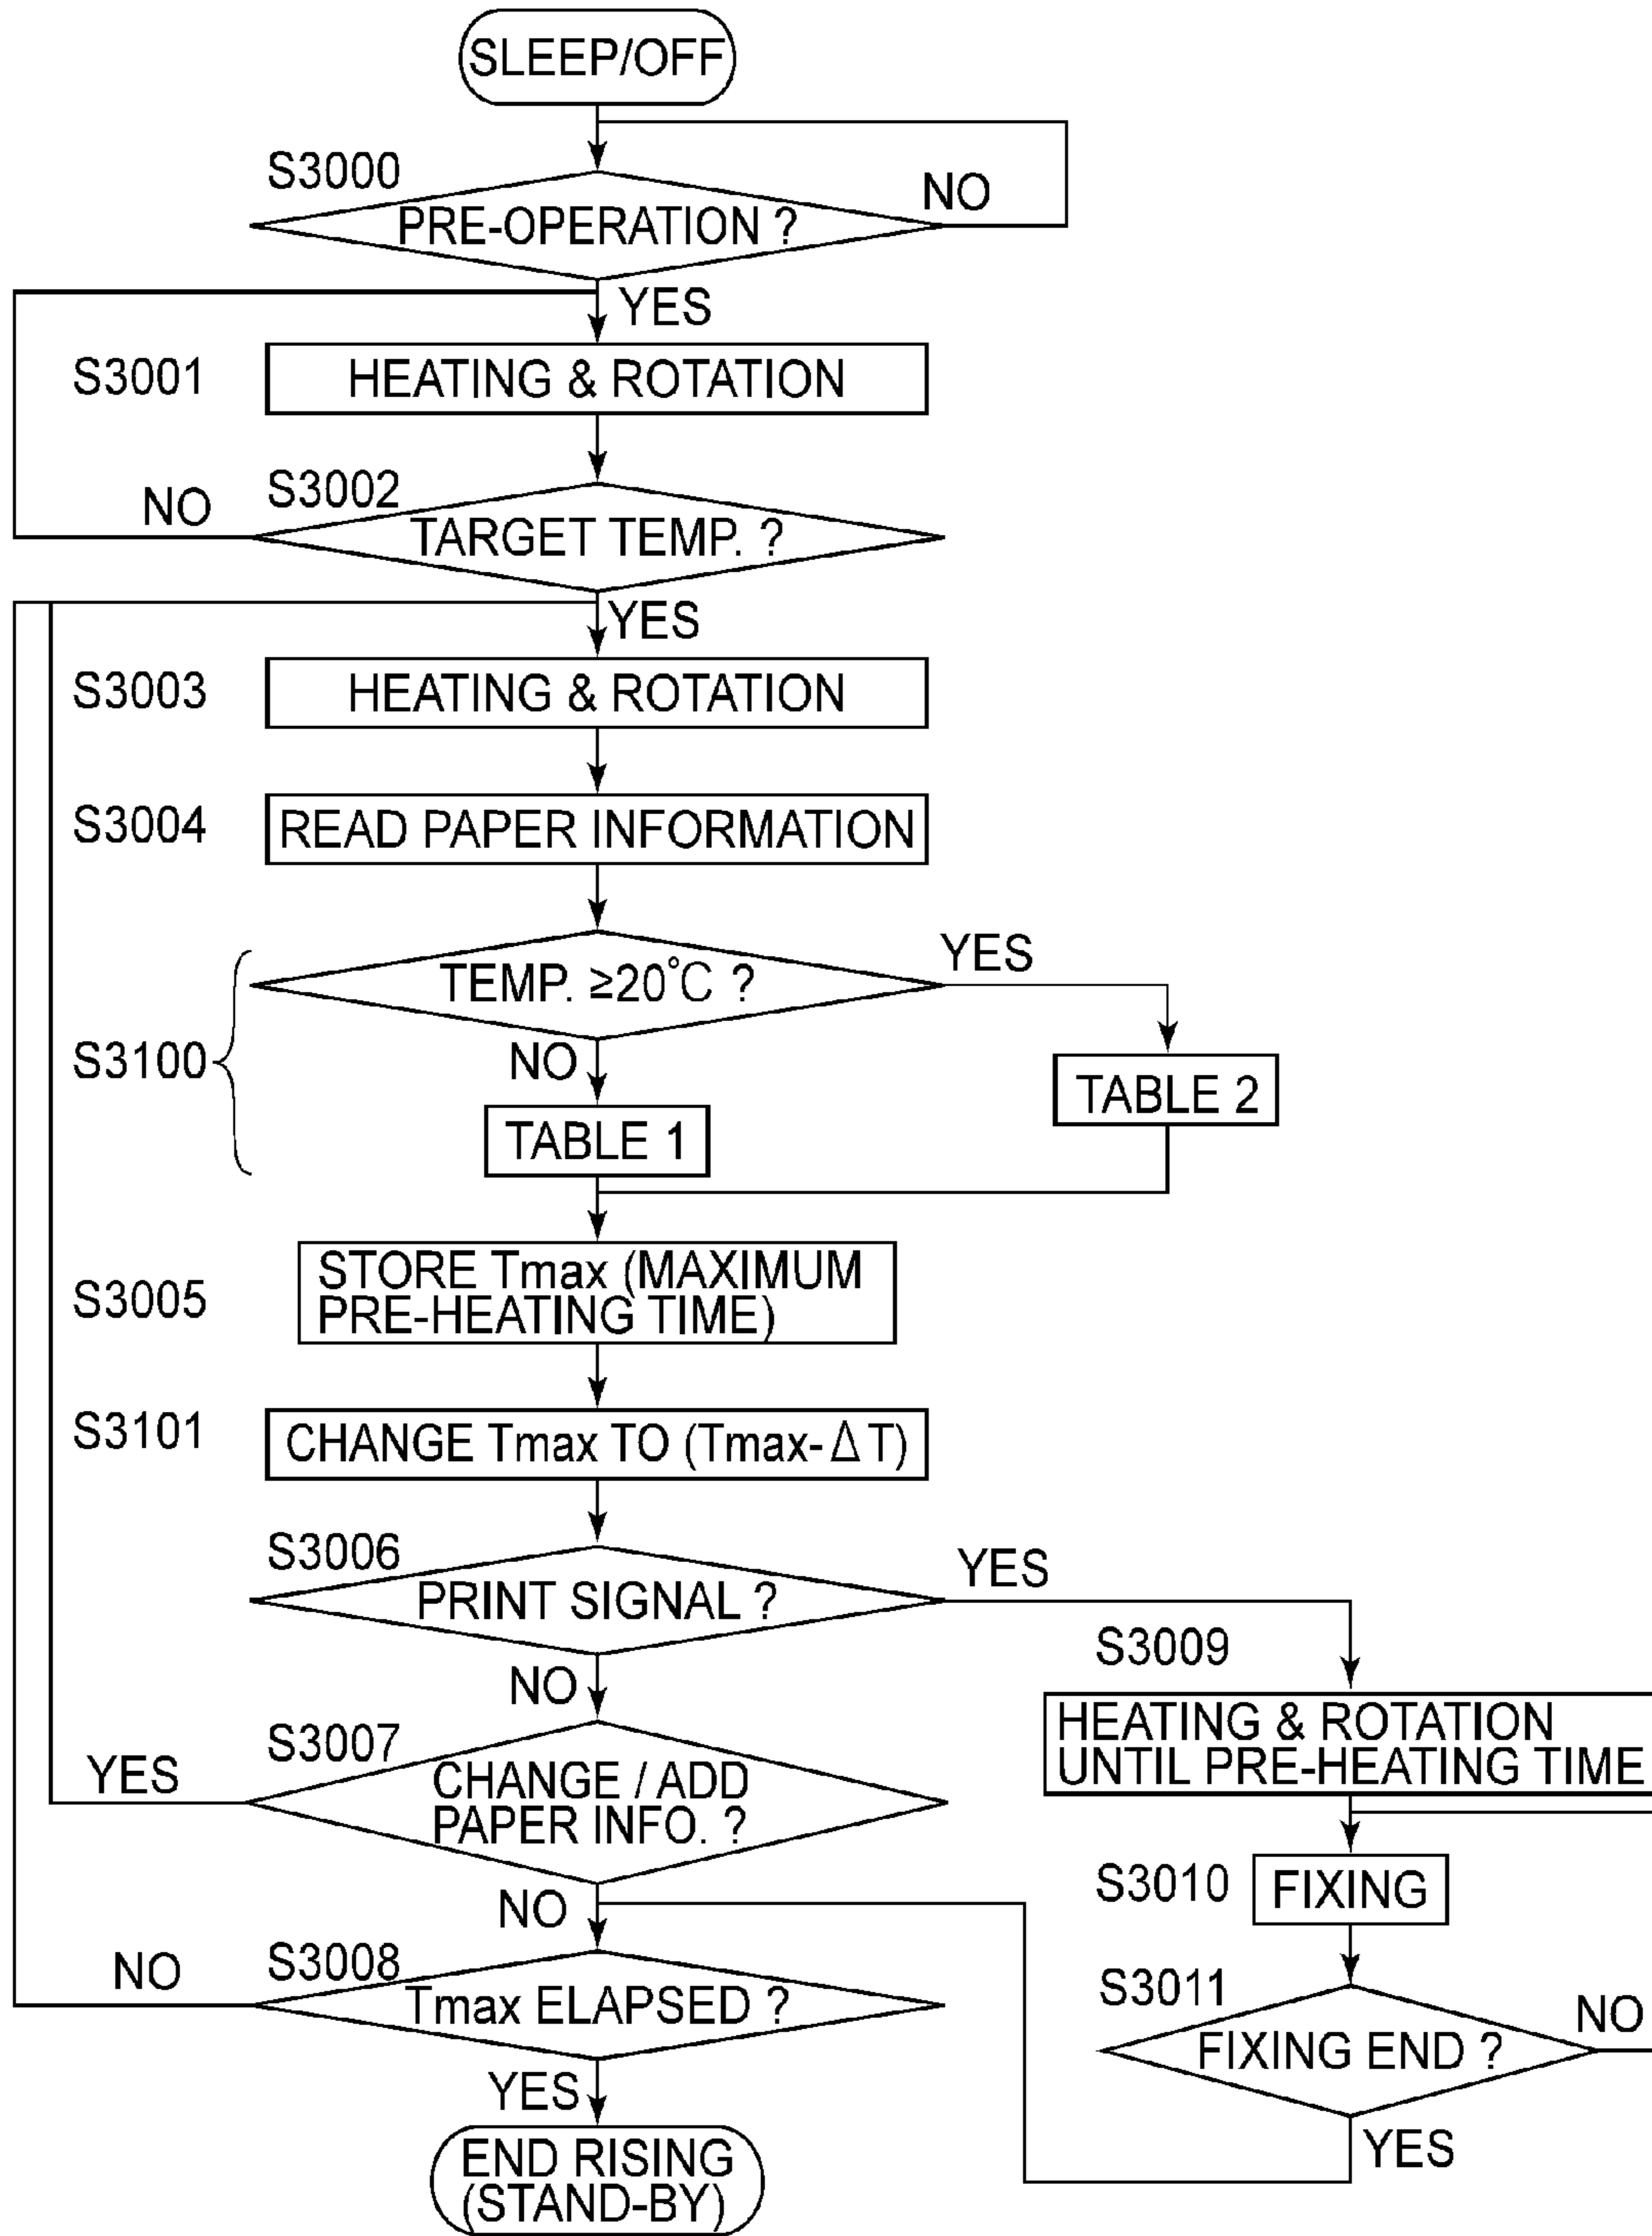 SLEEP/OFF
S3000
PRE-OPERATION ?
NO
YES
S3001
HEATING & ROTATION
S3002
NO
TARGET TEMP. ?
YES
S3003
HEATING & ROTATION
S3004
READ PAPER INFORMATION
S3100
TEMP. ≥20°C ?
YES
NO
TABLE 2
TABLE 1
S3005
STORE Tmax (MAXIMUM
PRE-HEATING TIME)
S3101
CHANGE Tmax TO (Tmax-ΔT)
S3006
PRINT SIGNAL ?
YES
NO
S3009
HEATING & ROTATION
UNTIL PRE-HEATING TIME
S3007
YES
CHANGE / ADD
PAPER INFO. ?
NO
S3010
FIXING
S3008
NO
Tmax ELAPSED ?
YES
S3011
NO
FIXING END ?
YES
END RISING
(STAND-BY)